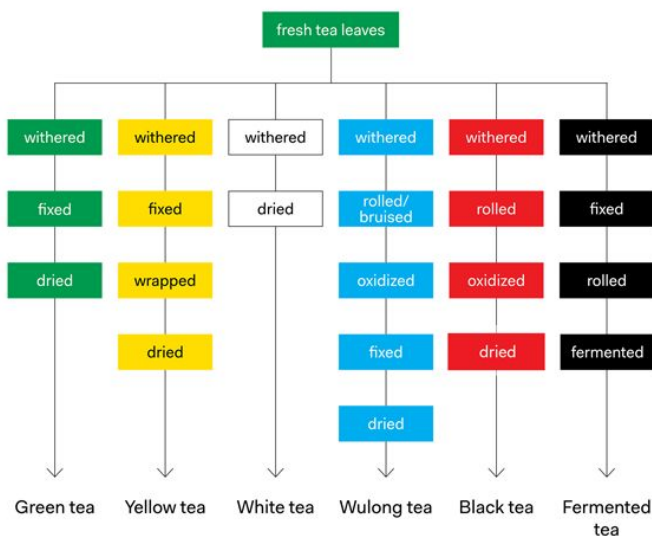 fresh tea leaves
withered
fixed
dried
Green tea
withered
fixed
wrapped
dried
Yellow tea
withered
dried
White tea
withered
rolled/
bruised
oxidized
fixed
dried
Wulong tea
withered
rolled
oxidized
dried
Black tea
withered
fixed
rolled
fermented
Fermented
tea